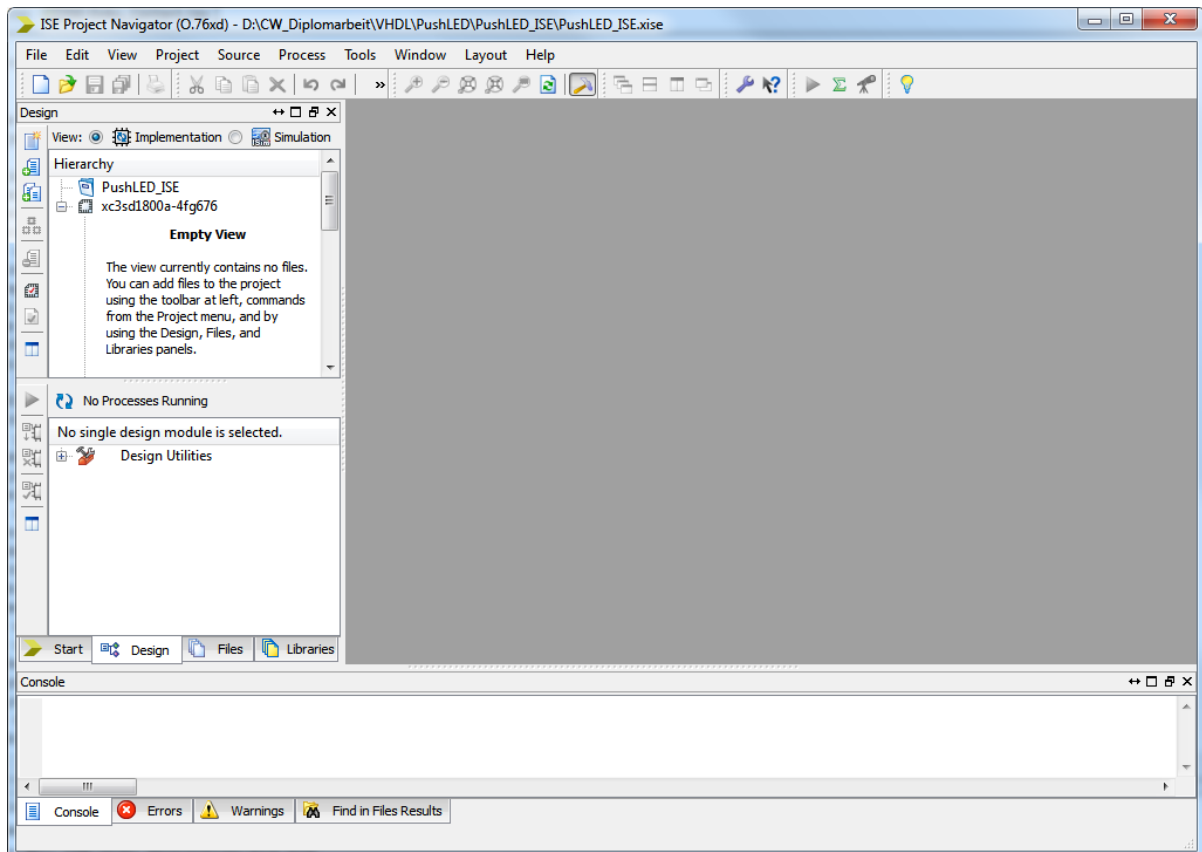 ISE Project Navigator (O.76xd) - D:\CW_Diplomarbeit\VHDL\PushLED\PushLED_ISE\PushLED_ISE.xise
File Edit View Project Source Process Tools Window Layout Help
Design
View: Implementation Simulation
Hierarchy
PushLED_ISE
xc3sd1800a-4fg676
Empty View
The view currently contains no files.
You can add files to the project
using the toolbar at left, commands
from the Project menu, and by
using the Design, Files, and
Libraries panels.
No Processes Running
No single design module is selected.
Design Utilities
Start Design Files Libraries
Console
Console Errors Warnings Find in Files Results